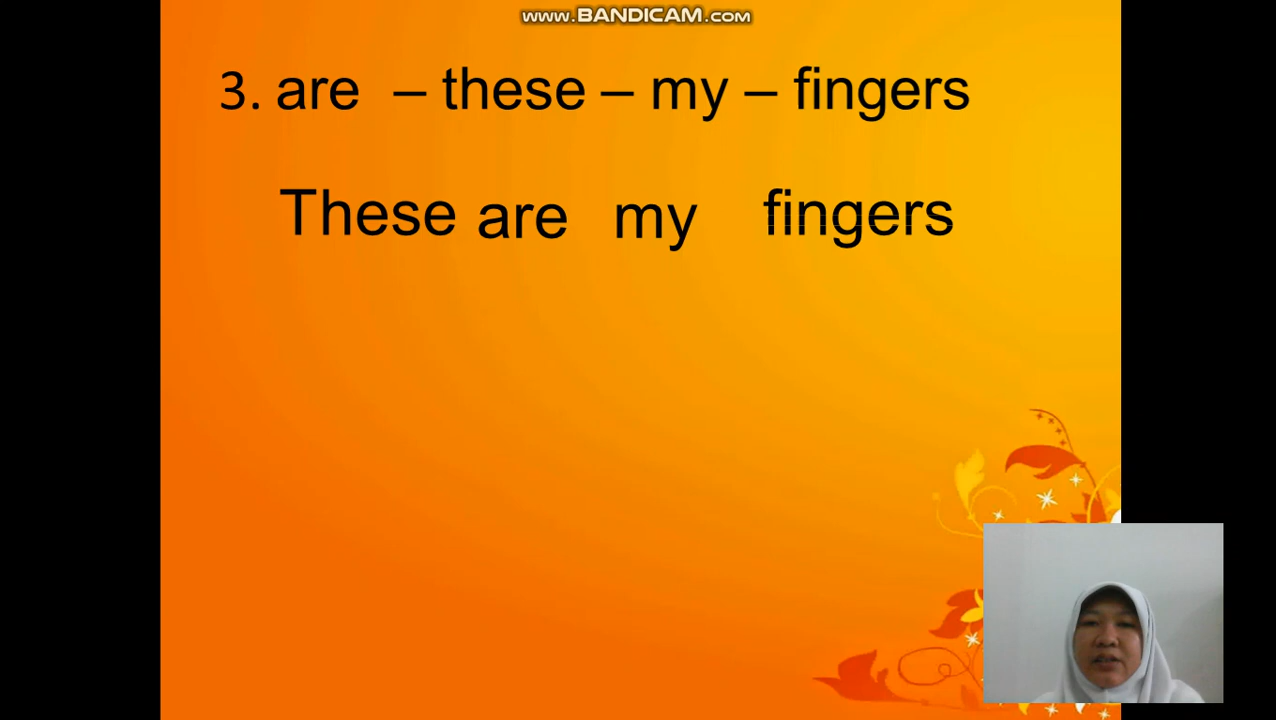 www.BANDICAM.com
3. are – these – my – fingers
These are my fingers